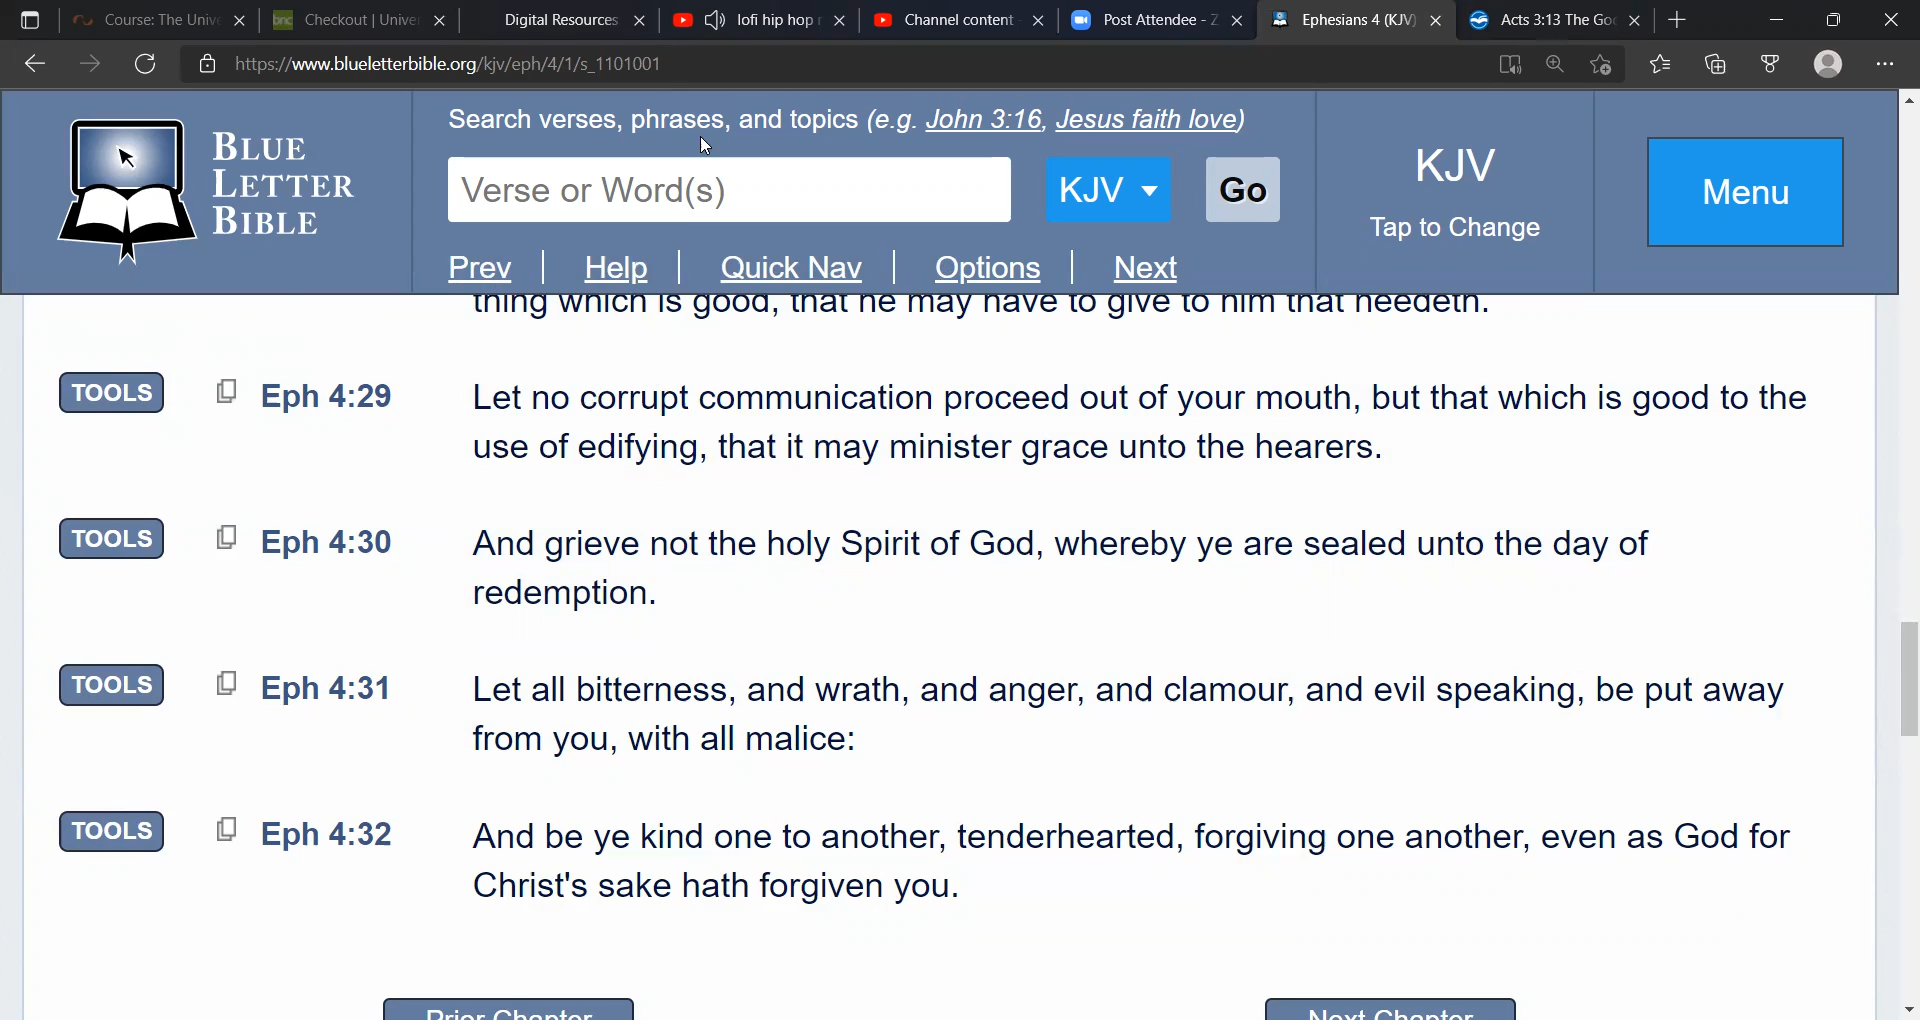 Course: The Unive
Checkout | Univer
Digital Resources
lofi hip hop r
Channel content
Post Attendee - Z
Ephesians 4 (KJV)
Acts 3:13 The Go
https://www.blueletterbible.org/kjv/eph/4/1/s_1101001
BLUE
LETTER
BIBLE
Search verses, phrases, and topics (e.g. John 3:16, Jesus faith love)
Verse or Word(s)
KJV
Go
KJV
Tap to Change
Menu
Prev
Help
Quick Nav
Options
Next
thing which is good, that he may have to give to him that needeth.
TOOLS
Eph 4:29
Let no corrupt communication proceed out of your mouth, but that which is good to the
use of edifying, that it may minister grace unto the hearers.
TOOLS
Eph 4:30
And grieve not the holy Spirit of God, whereby ye are sealed unto the day of
redemption.
TOOLS
Eph 4:31
Let all bitterness, and wrath, and anger, and clamour, and evil speaking, be put away
from you, with all malice:
TOOLS
Eph 4:32
And be ye kind one to another, tenderhearted, forgiving one another, even as God for
Christ's sake hath forgiven you.
Prior Chapter
Next Chapter